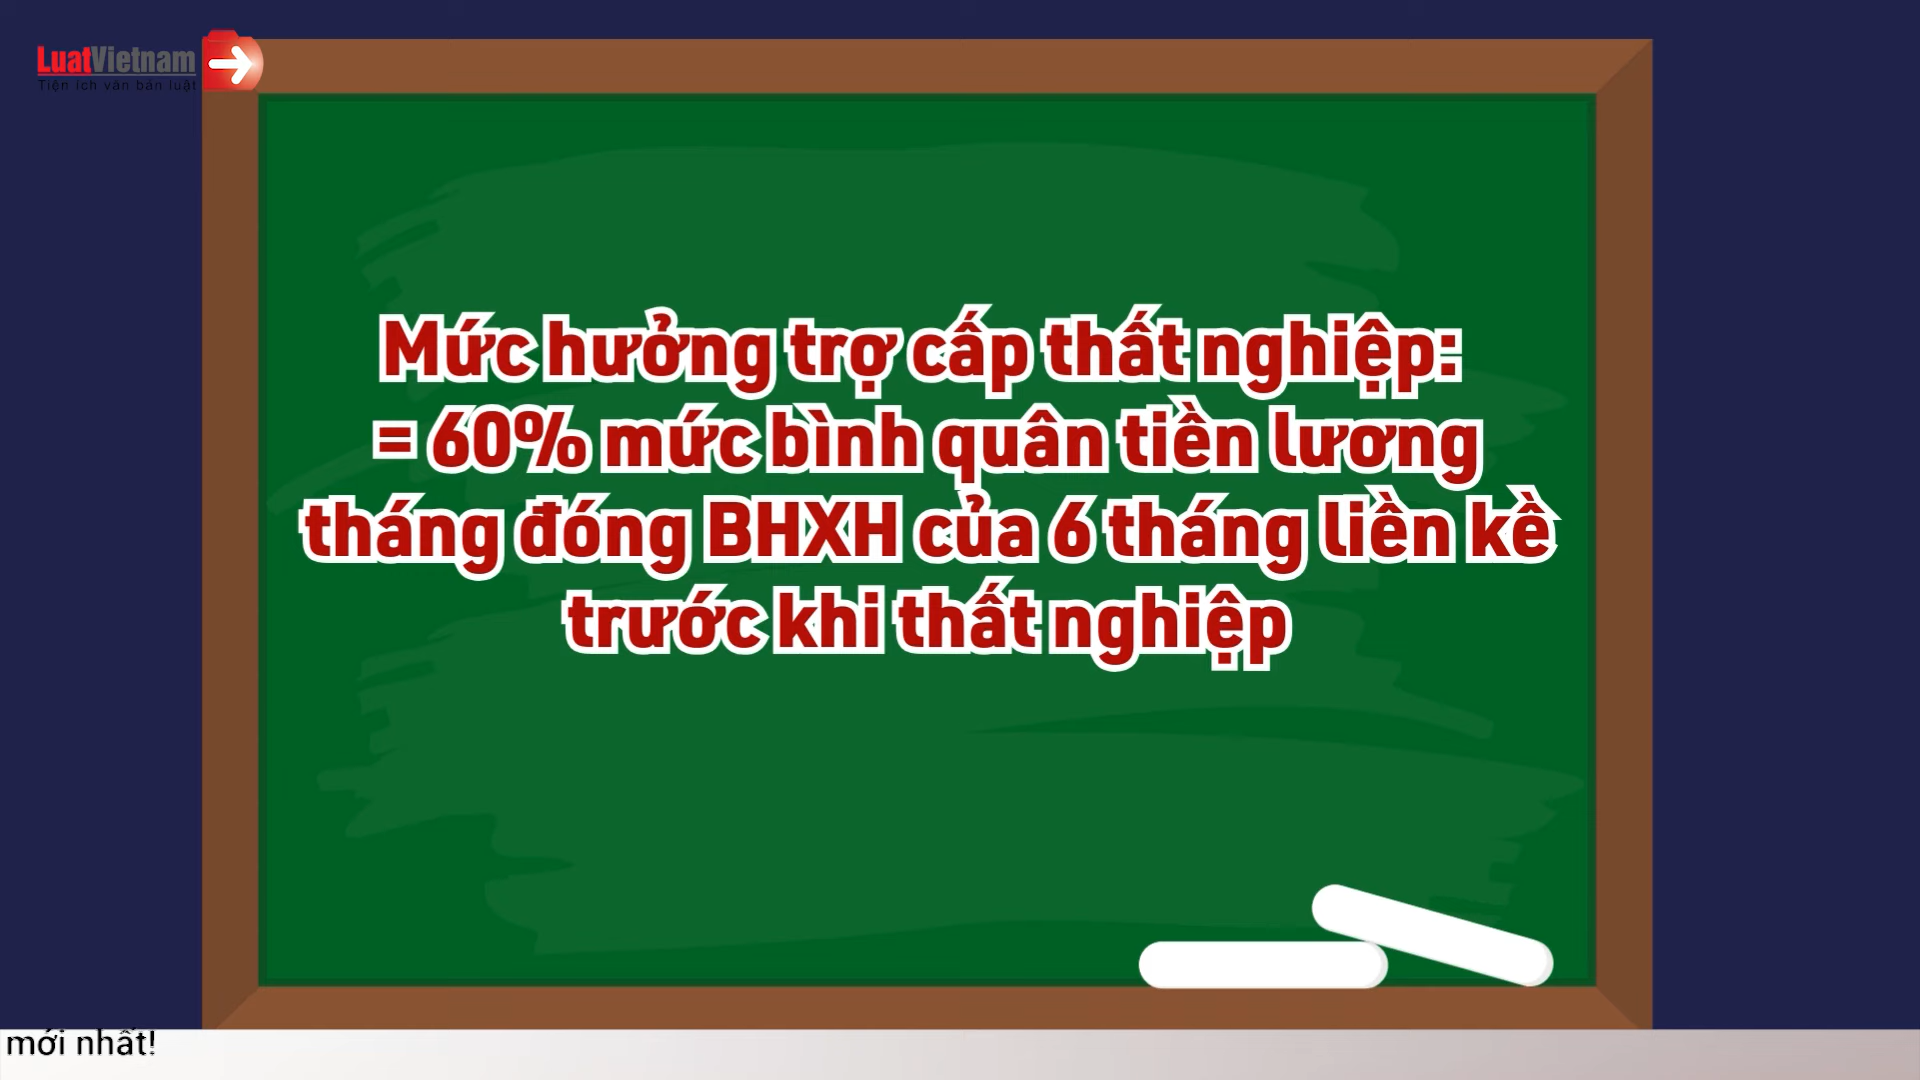 LuatVietnam
Tiện ích văn bản luật
Mức hưởng trợ cấp thất nghiệp:
= 60% mức bình quân tiền lương
tháng đóng BHXH của 6 tháng liền kề
trước khi thất nghiệp
mới nhất!